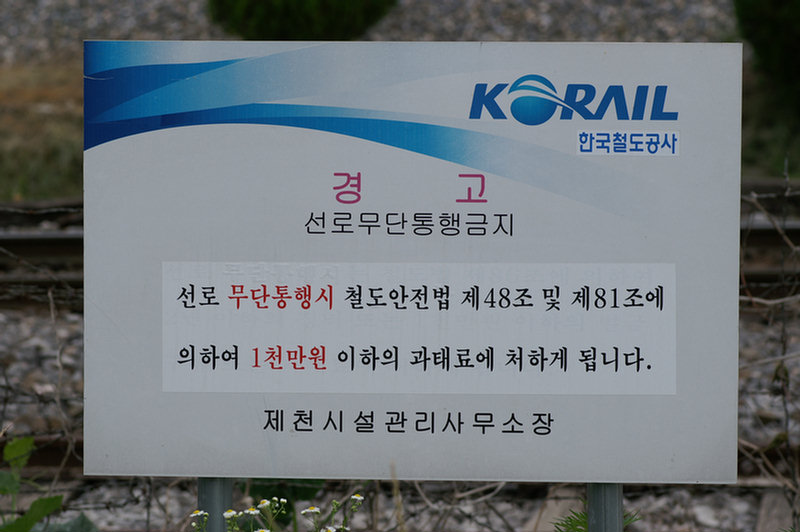 KORAIL
한국철도공사
경 고
선로무단통행금지
선로 무단통행시 철도안전법 제48조 및 제81조에
의하여 1천만원 이하의 과태료에 처하게 됩니다.
제천시설관리사무소장